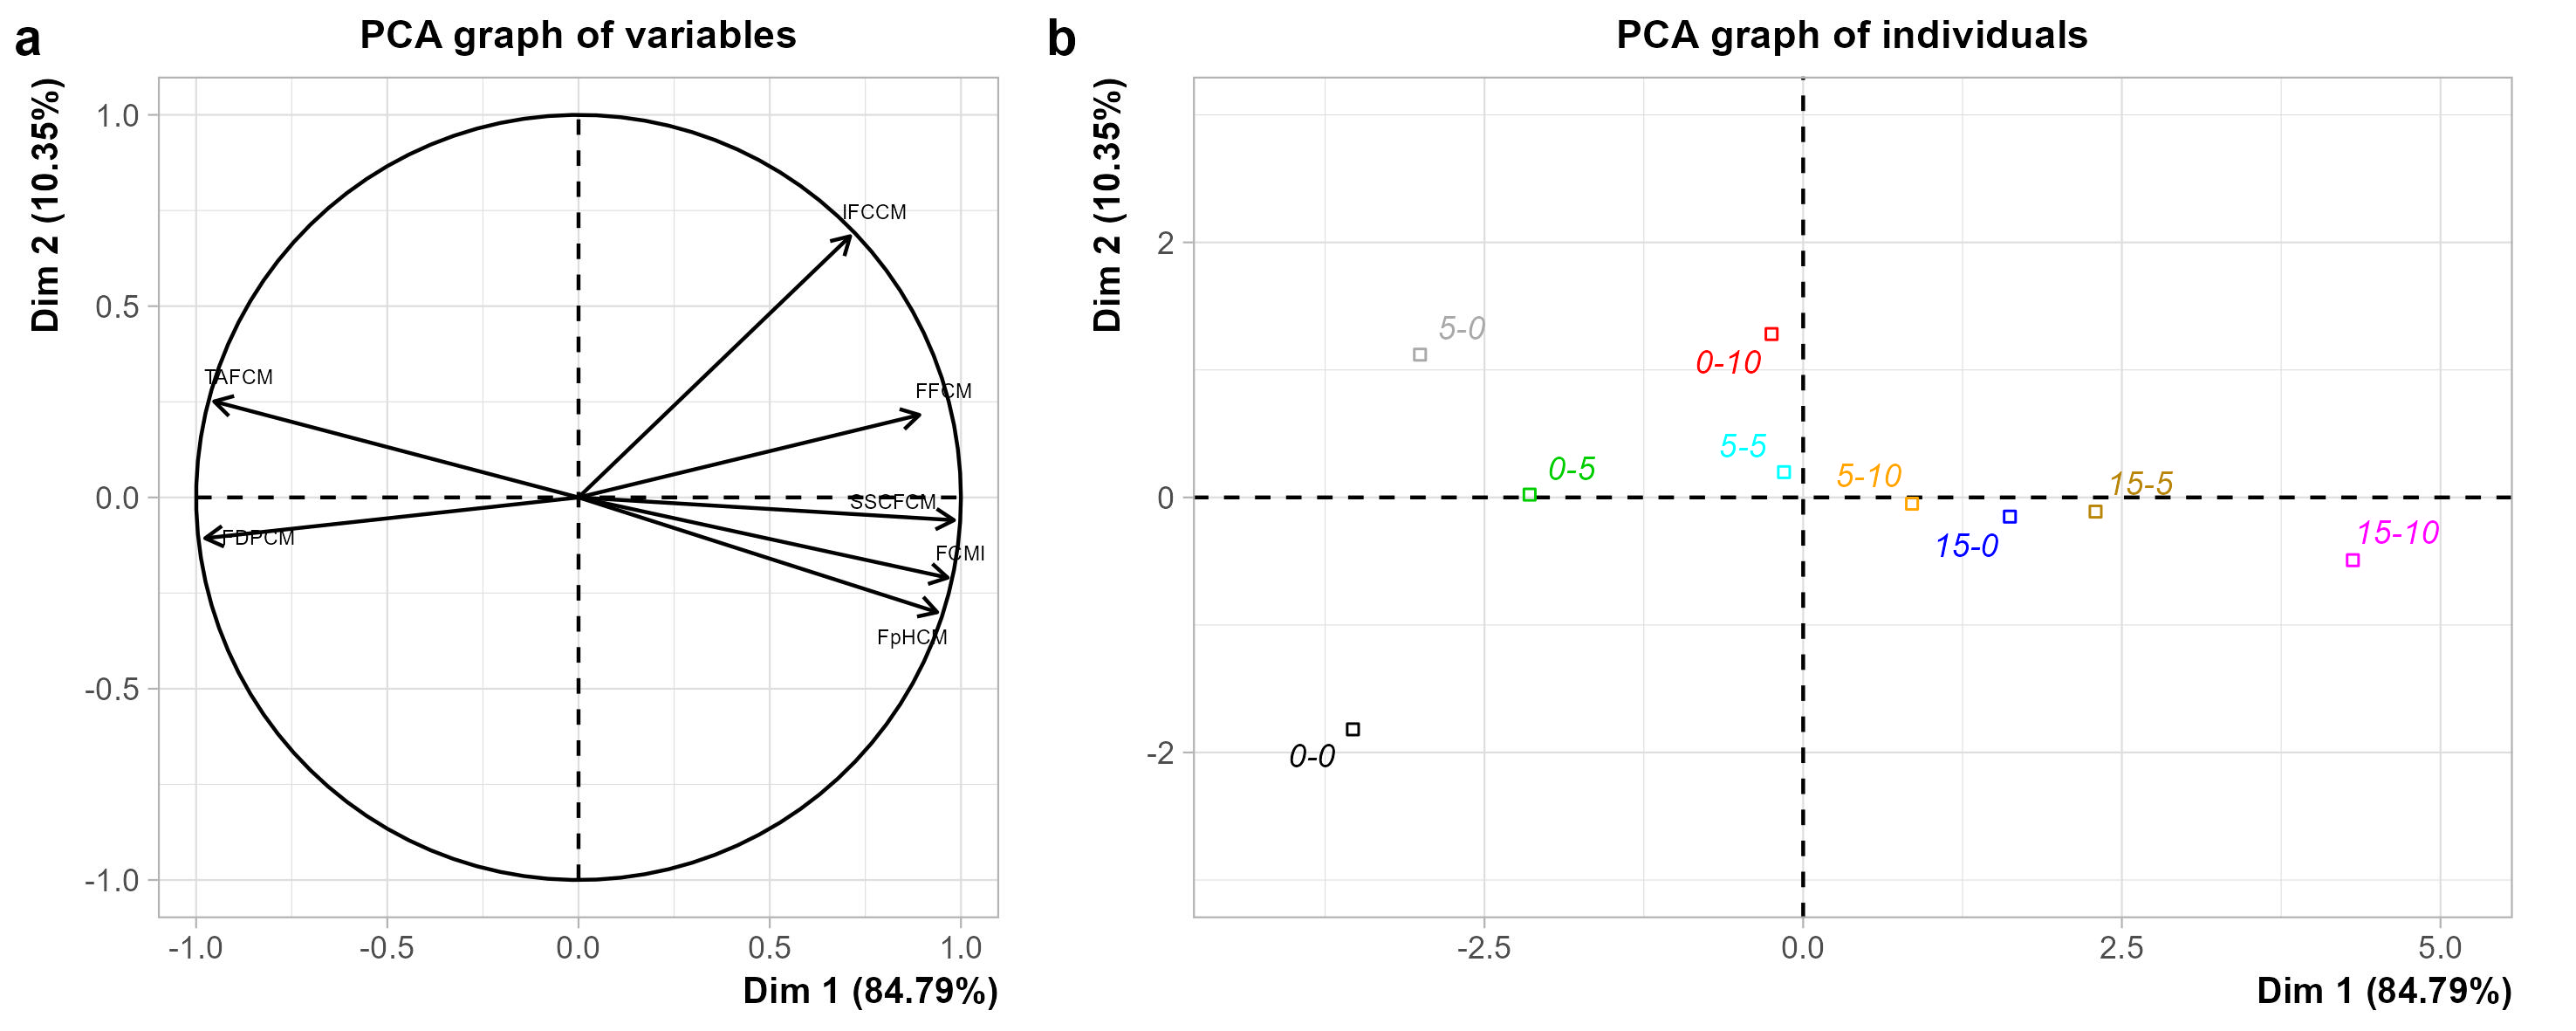 a
PCA graph of variables
Dim 2 (10.35%)
1.0
0.5
0.0
-0.5
-1.0
IFCCM
TAFCM
FFCM
SSCFCM
FDPCM
FCMI
FpHCM
-1.0 -0.5 0.0 0.5 1.0
Dim 1 (84.79%)
b
PCA graph of individuals
Dim 2 (10.35%)
2
0
-2
5-0
0-10
5-5
0-5
5-10
15-5
15-0
15-10
0-0
-2.5 0.0 2.5 5.0
Dim 1 (84.79%)